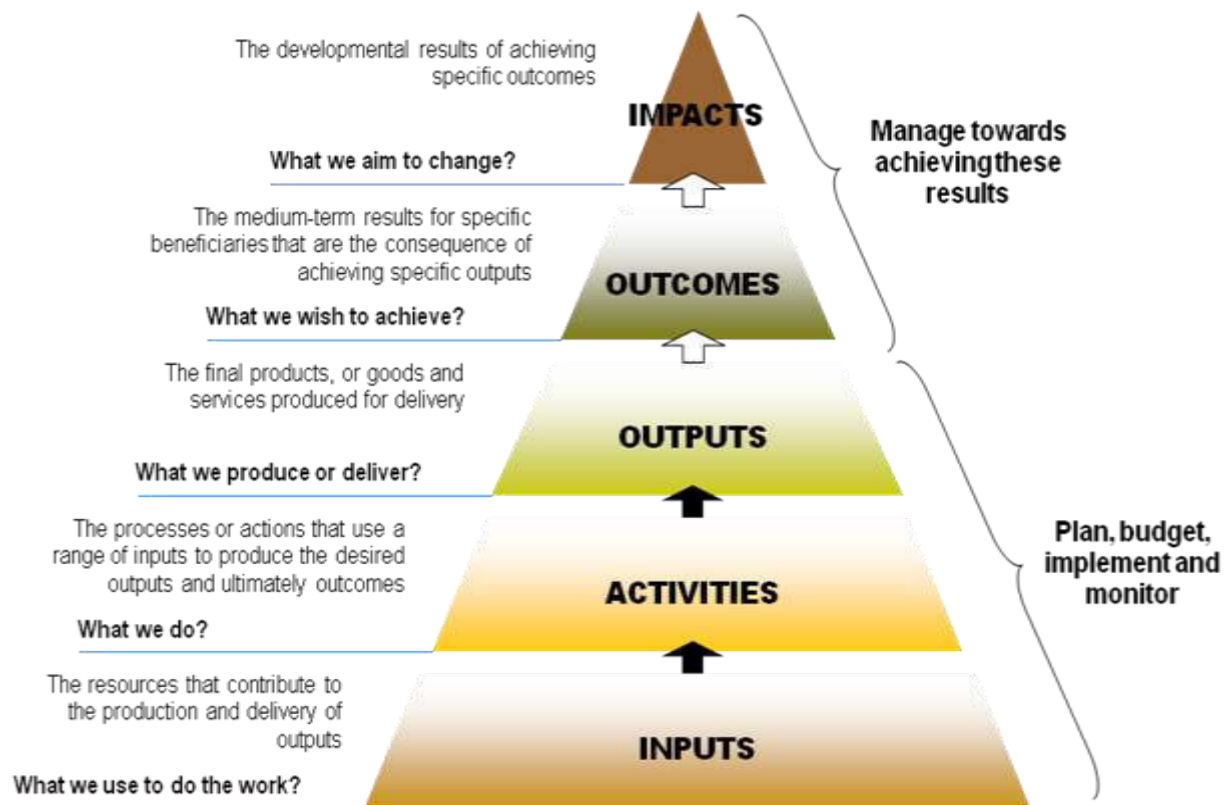 The developmental results of achieving
specific outcomes
IMPACTS
What we aim to change?
Manage towards
achieving these
results
The medium-term results for specific
beneficiaries that are the consequence of
achieving specific outputs
OUTCOMES
What we wish to achieve?
The final products, or goods and
services produced for delivery
OUTPUTS
What we produce or deliver?
The processes or actions that use a
range of inputs to produce the desired
outputs and ultimately outcomes
ACTIVITIES
What we do?
Plan, budget,
implement and
monitor
The resources that contribute to
the production and delivery of
outputs
INPUTS
What we use to do the work?